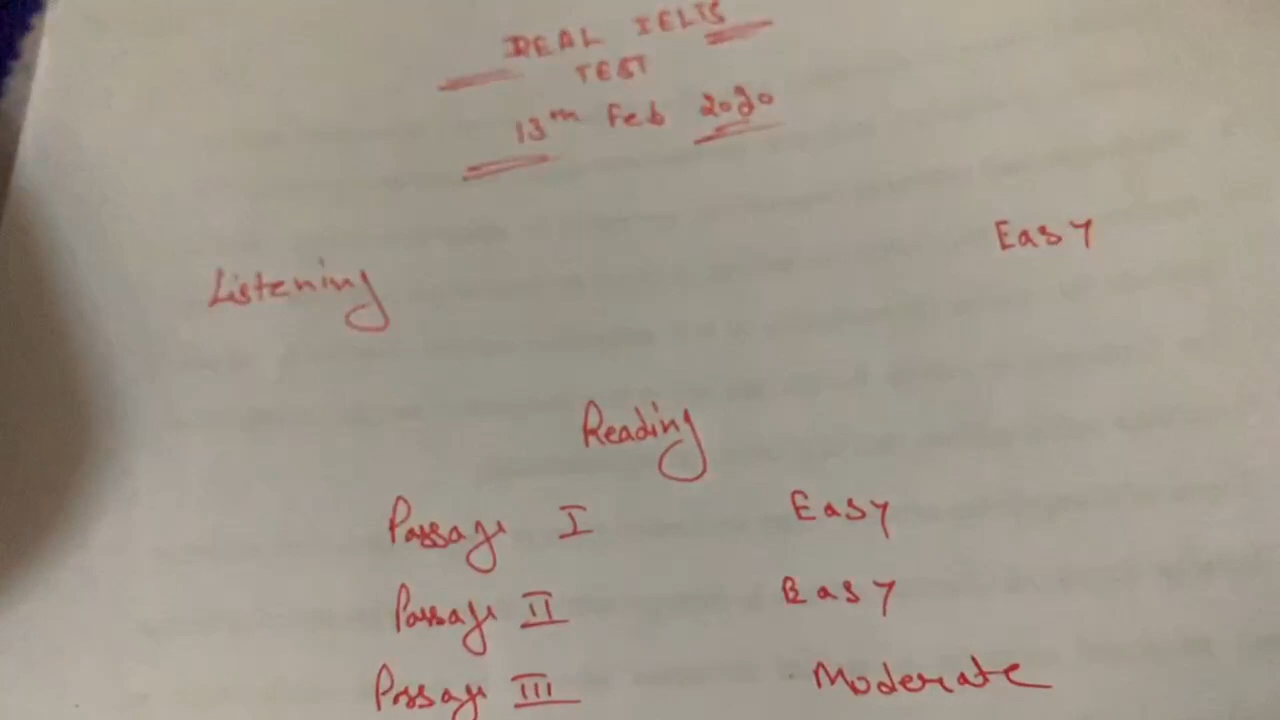 REAL IELTS
TEST
13th Feb 2020
Listening Easy
Reading
Passage I Easy
Passage II Easy
Passage III Moderate